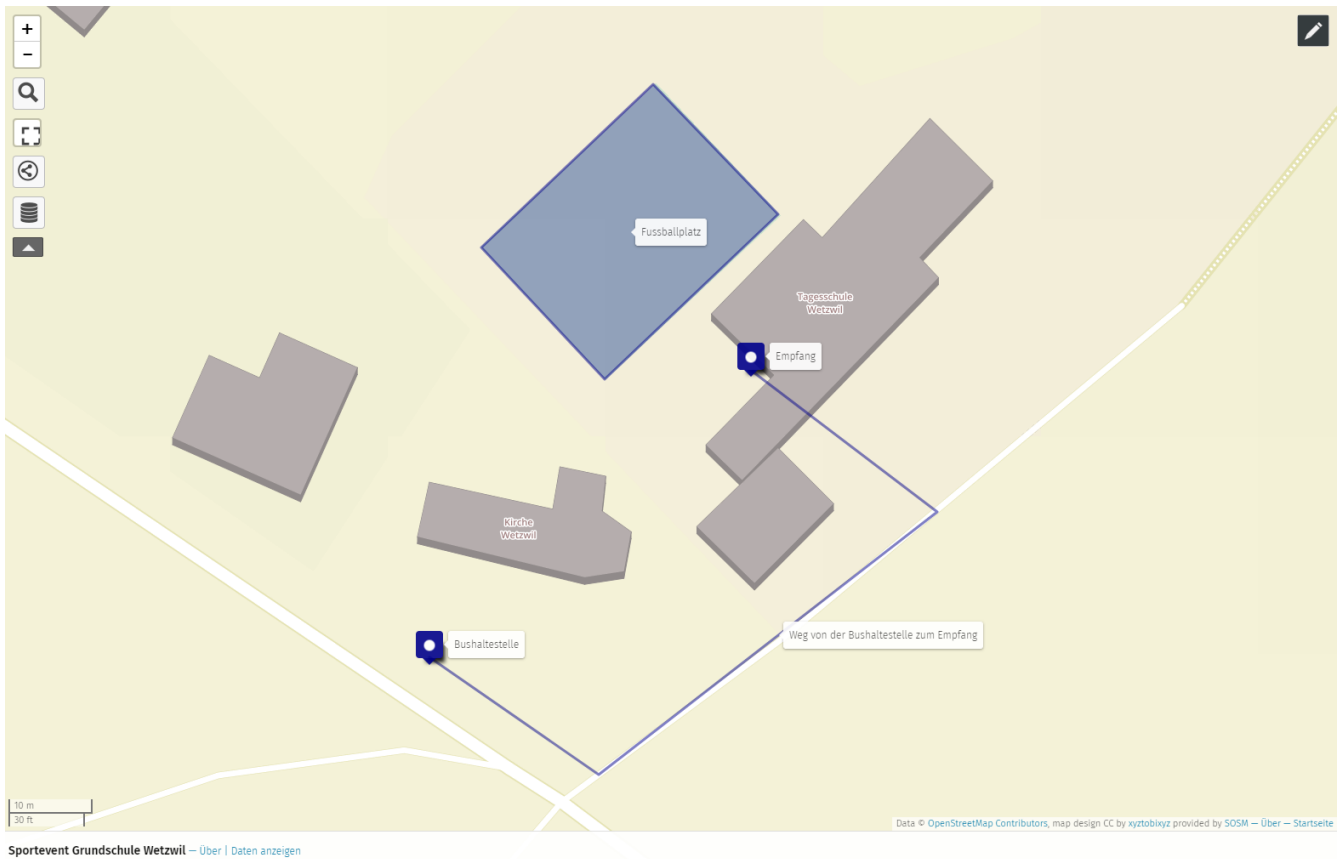 +
−
Fussballplatz
Tagesschule
Wetzwil
Empfang
Kirche
Wetzwil
Weg von der Bushaltestelle zum Empfang
Bushaltestelle
10 m
30 ft
Data © OpenStreetMap Contributors, map design CC by xyztobixyz provided by SOSM — Über — Startseite
Sportevent Grundschule Wetzwil — Über | Daten anzeigen